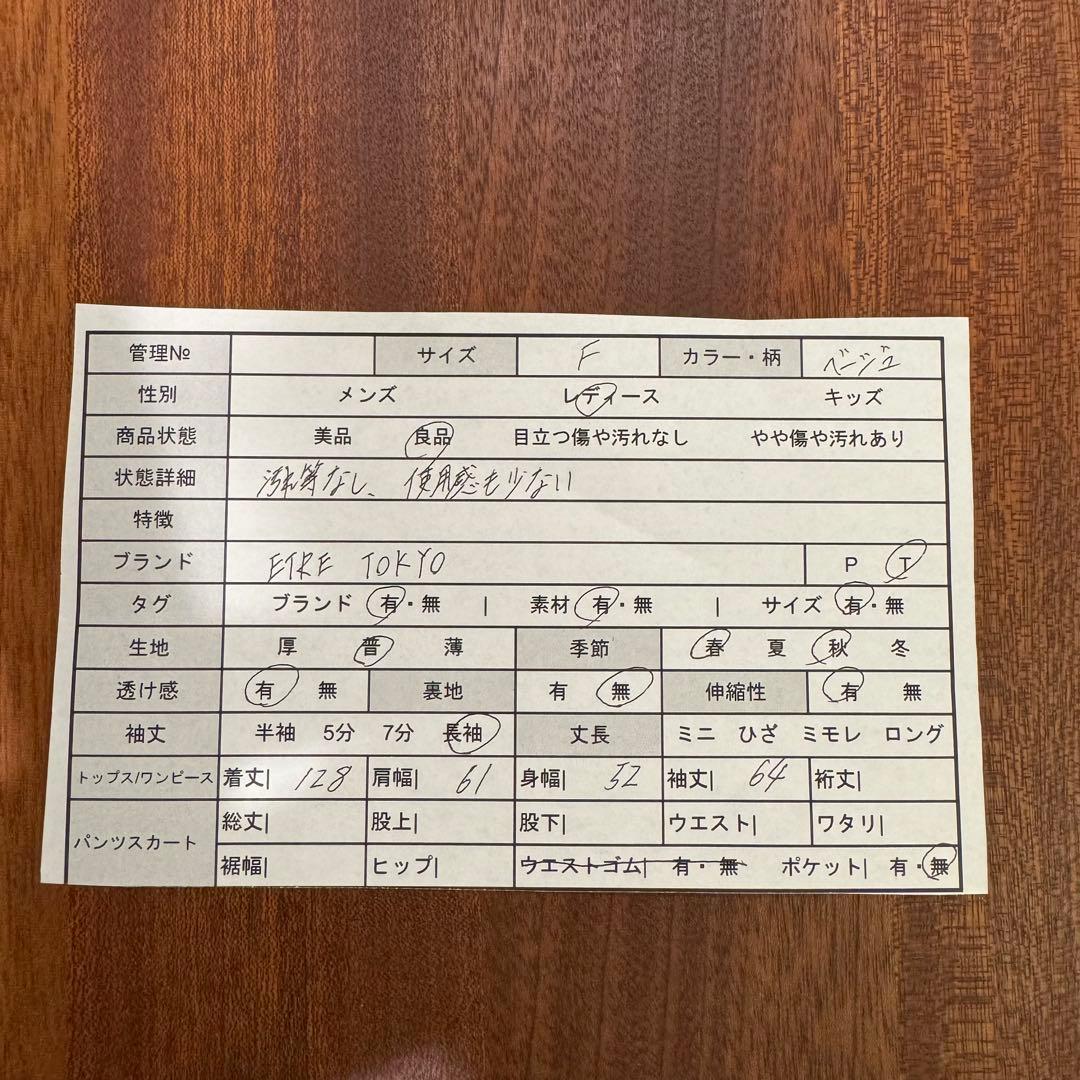 管理№ サイズ F カラー・柄 ベージュ
性別 メンズ レディース キッズ
商品状態 美品 良品 目立つ傷や汚れなし やや傷や汚れあり
状態詳細 汚れ等なし、使用感も少ない
特徴
ブランド ETRE TOKYO P T
タグ ブランド 有・無 | 素材 有・無 | サイズ 有・無
生地 厚 普 薄 季節 春 夏 秋 冬
透け感 有 無 裏地 有 無 伸縮性 有 無
袖丈 半袖 5分 7分 長袖 丈長 ミニ ひざ ミモレ ロング
トップス/ワンピース 着丈| 128 肩幅| 61 身幅| 52 袖丈| 64 裄丈|
パンツスカート 総丈| 股上| 股下| ウエスト| ワタリ|
裾幅| ヒップ| ウエストゴム| 有・無 ポケット| 有・無